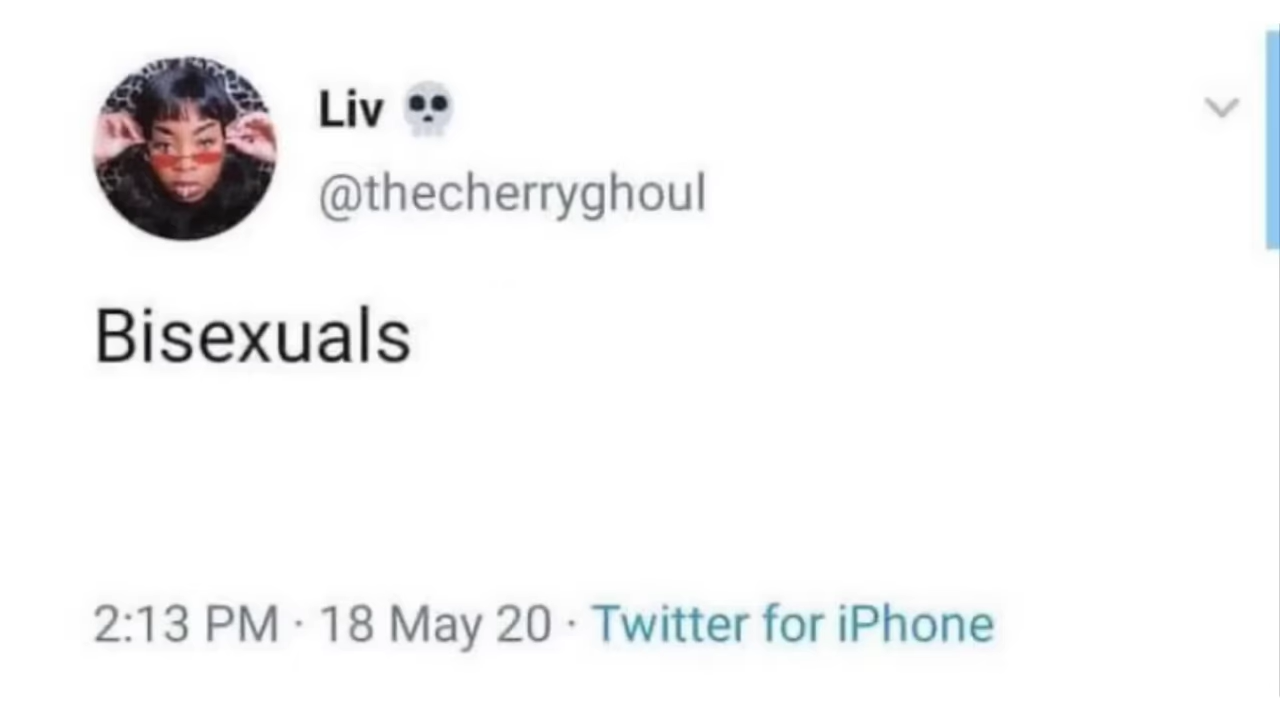 Liv 💀
@thecherryghoul
Bisexuals
2:13 PM · 18 May 20 · Twitter for iPhone